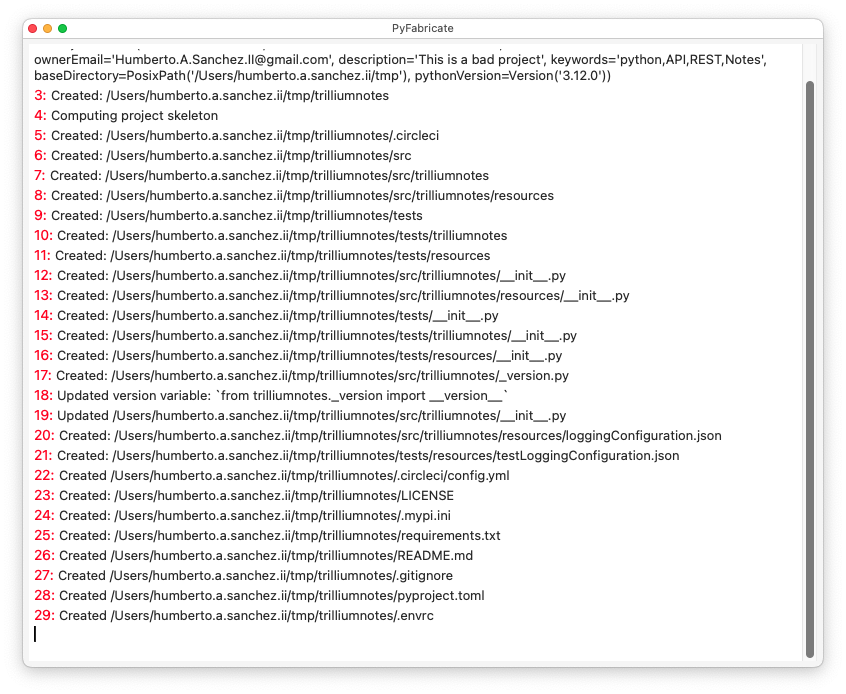 PyFabricate
ownerEmail='Humberto.A.Sanchez.II@gmail.com', description='This is a bad project', keywords='python,API,REST,Notes',
baseDirectory=PosixPath('/Users/humberto.a.sanchez.ii/tmp'), pythonVersion=Version('3.12.0'))
3: Created: /Users/humberto.a.sanchez.ii/tmp/trilliumnotes
4: Computing project skeleton
5: Created: /Users/humberto.a.sanchez.ii/tmp/trilliumnotes/.circleci
6: Created: /Users/humberto.a.sanchez.ii/tmp/trilliumnotes/src
7: Created: /Users/humberto.a.sanchez.ii/tmp/trilliumnotes/src/trilliumnotes
8: Created: /Users/humberto.a.sanchez.ii/tmp/trilliumnotes/src/trilliumnotes/resources
9: Created: /Users/humberto.a.sanchez.ii/tmp/trilliumnotes/tests
10: Created: /Users/humberto.a.sanchez.ii/tmp/trilliumnotes/tests/trilliumnotes
11: Created: /Users/humberto.a.sanchez.ii/tmp/trilliumnotes/tests/resources
12: Created: /Users/humberto.a.sanchez.ii/tmp/trilliumnotes/src/trilliumnotes/__init__.py
13: Created: /Users/humberto.a.sanchez.ii/tmp/trilliumnotes/src/trilliumnotes/resources/__init__.py
14: Created: /Users/humberto.a.sanchez.ii/tmp/trilliumnotes/tests/__init__.py
15: Created: /Users/humberto.a.sanchez.ii/tmp/trilliumnotes/tests/trilliumnotes/__init__.py
16: Created: /Users/humberto.a.sanchez.ii/tmp/trilliumnotes/tests/resources/__init__.py
17: Created: /Users/humberto.a.sanchez.ii/tmp/trilliumnotes/src/trilliumnotes/_version.py
18: Updated version variable: `from trilliumnotes._version import __version__`
19: Updated /Users/humberto.a.sanchez.ii/tmp/trilliumnotes/src/trilliumnotes/__init__.py
20: Created: /Users/humberto.a.sanchez.ii/tmp/trilliumnotes/src/trilliumnotes/resources/loggingConfiguration.json
21: Created: /Users/humberto.a.sanchez.ii/tmp/trilliumnotes/tests/resources/testLoggingConfiguration.json
22: Created /Users/humberto.a.sanchez.ii/tmp/trilliumnotes/.circleci/config.yml
23: Created: /Users/humberto.a.sanchez.ii/tmp/trilliumnotes/LICENSE
24: Created: /Users/humberto.a.sanchez.ii/tmp/trilliumnotes/.mypi.ini
25: Created: /Users/humberto.a.sanchez.ii/tmp/trilliumnotes/requirements.txt
26: Created /Users/humberto.a.sanchez.ii/tmp/trilliumnotes/README.md
27: Created /Users/humberto.a.sanchez.ii/tmp/trilliumnotes/.gitignore
28: Created /Users/humberto.a.sanchez.ii/tmp/trilliumnotes/pyproject.toml
29: Created /Users/humberto.a.sanchez.ii/tmp/trilliumnotes/.envrc